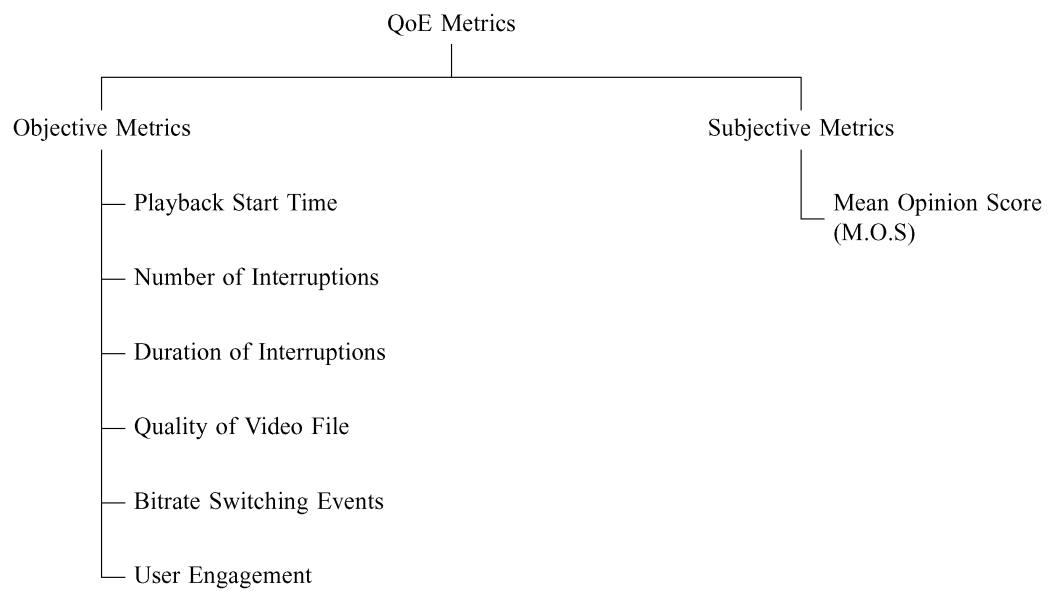 QoE Metrics
Objective Metrics
Playback Start Time
Number of Interruptions
Duration of Interruptions
Quality of Video File
Bitrate Switching Events
User Engagement
Subjective Metrics
Mean Opinion Score
(M.O.S)